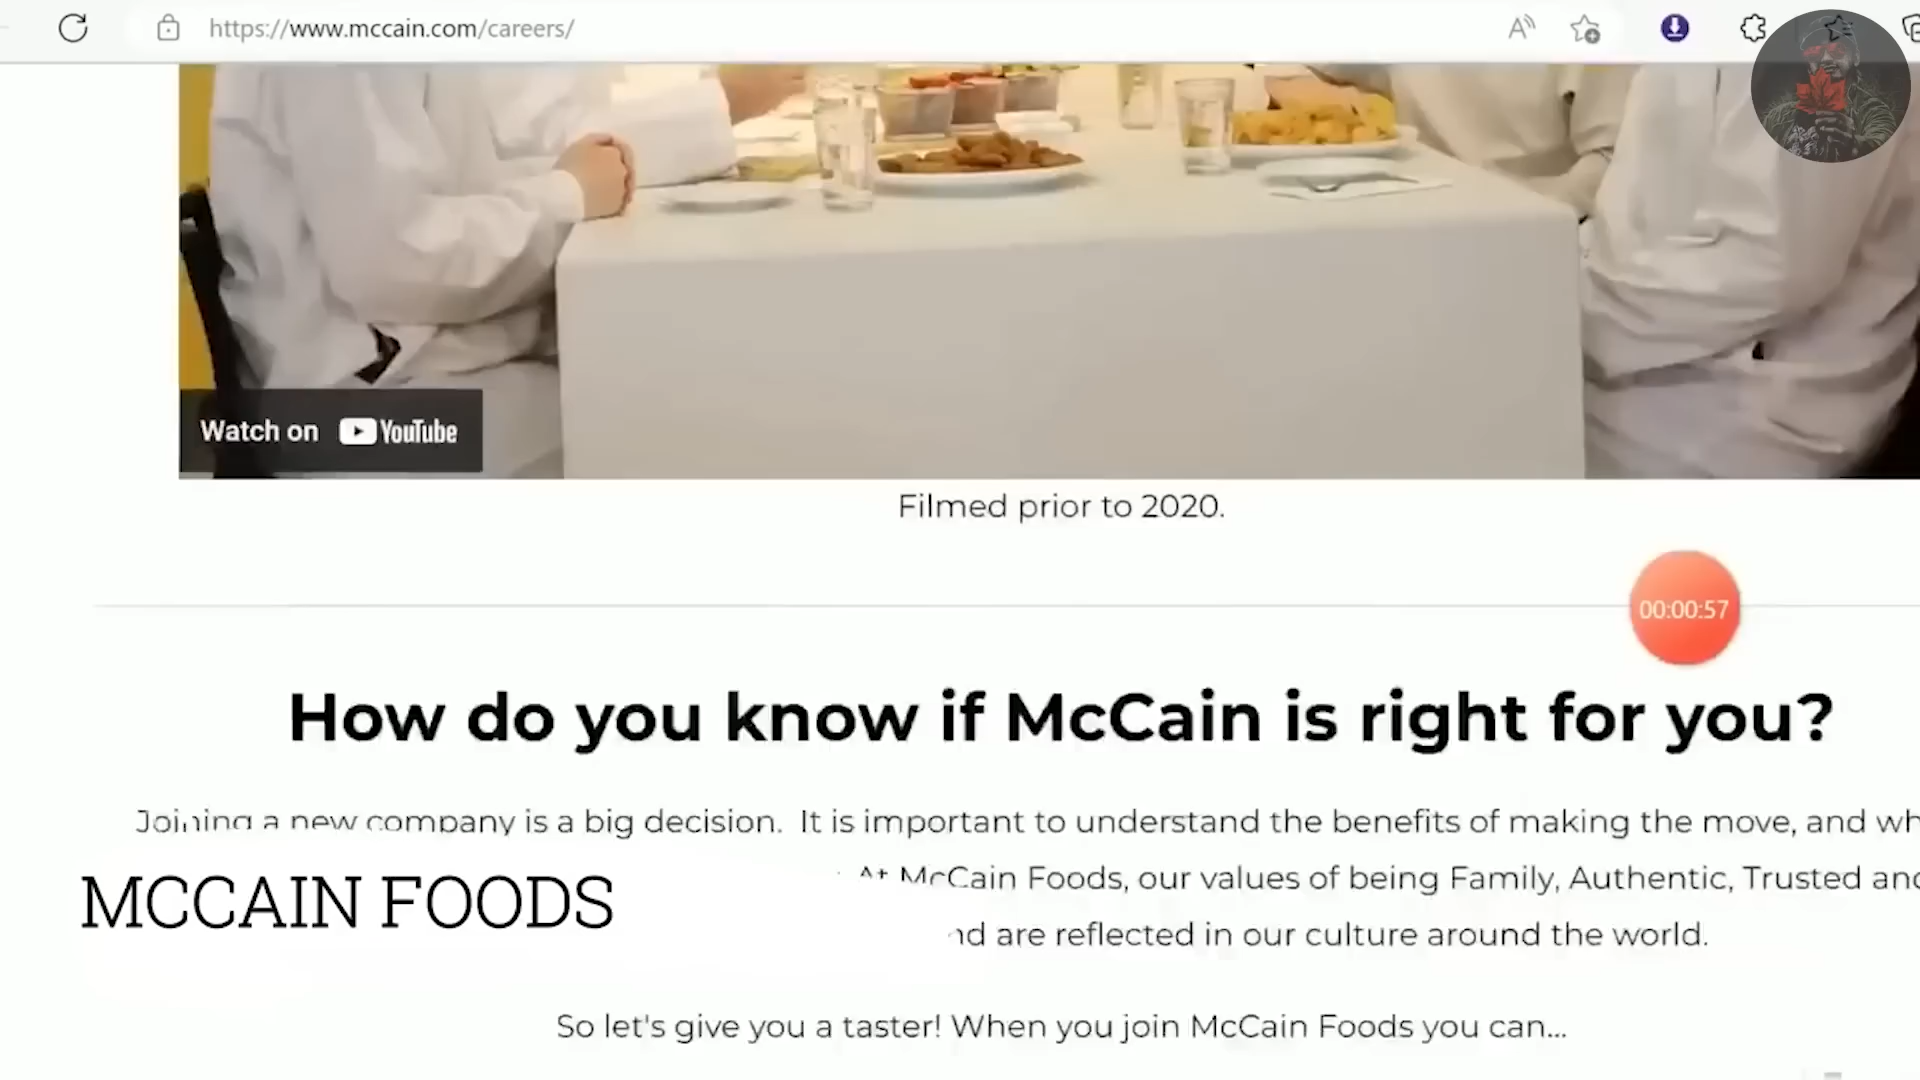 https://www.mccain.com/careers/
Watch on YouTube
Filmed prior to 2020.
00:00:57
How do you know if McCain is right for you?
Joining a new company is a big decision. It is important to understand the benefits of making the move, and
At McCain Foods, our values of being Family, Authentic, Trusted
MCCAIN FOODS
are reflected in our culture around the world.
So let's give you a taster! When you join McCain Foods you can...